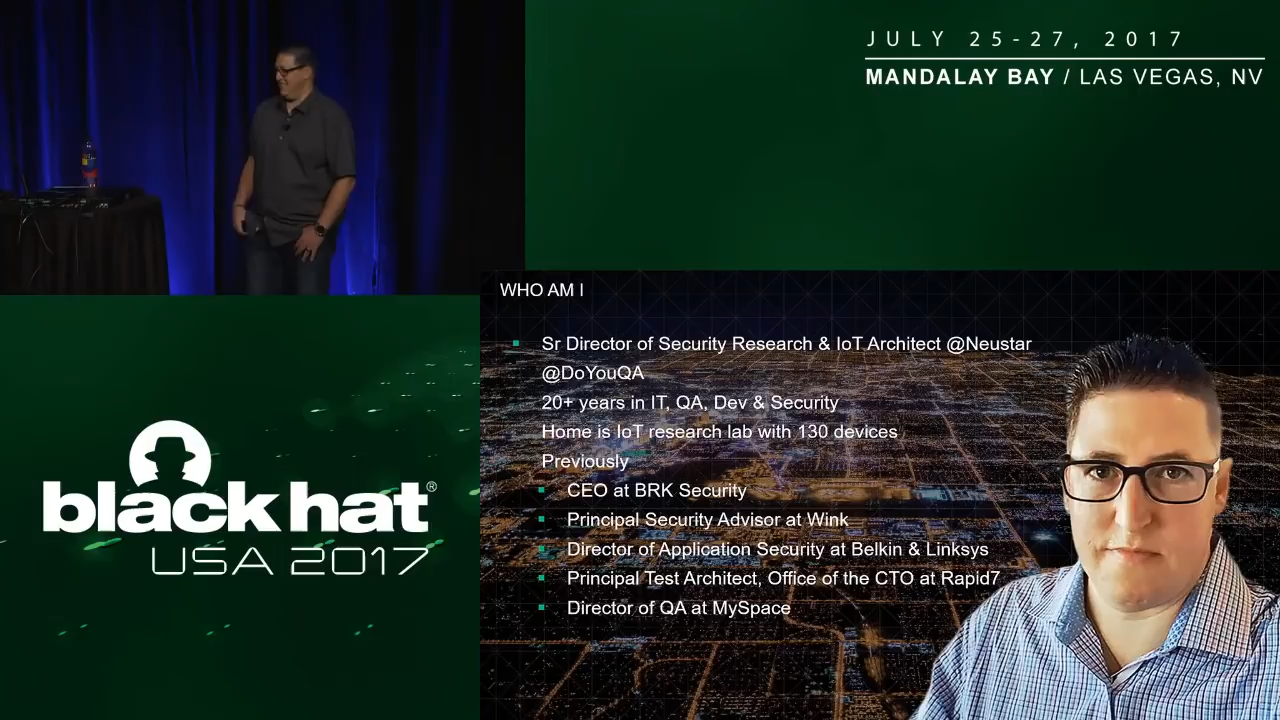 JULY 25-27, 2017
MANDALAY BAY / LAS VEGAS, NV
WHO AM I
Sr Director of Security Research & IoT Architect @Neustar
@DoYouQA
20+ years in IT, QA, Dev & Security
Home is IoT research lab with 130 devices
Previously
CEO at BRK Security
Principal Security Advisor at Wink
Director of Application Security at Belkin & Linksys
Principal Test Architect, Office of the CTO at Rapid7
Director of QA at MySpace
black hat®
USA 2017